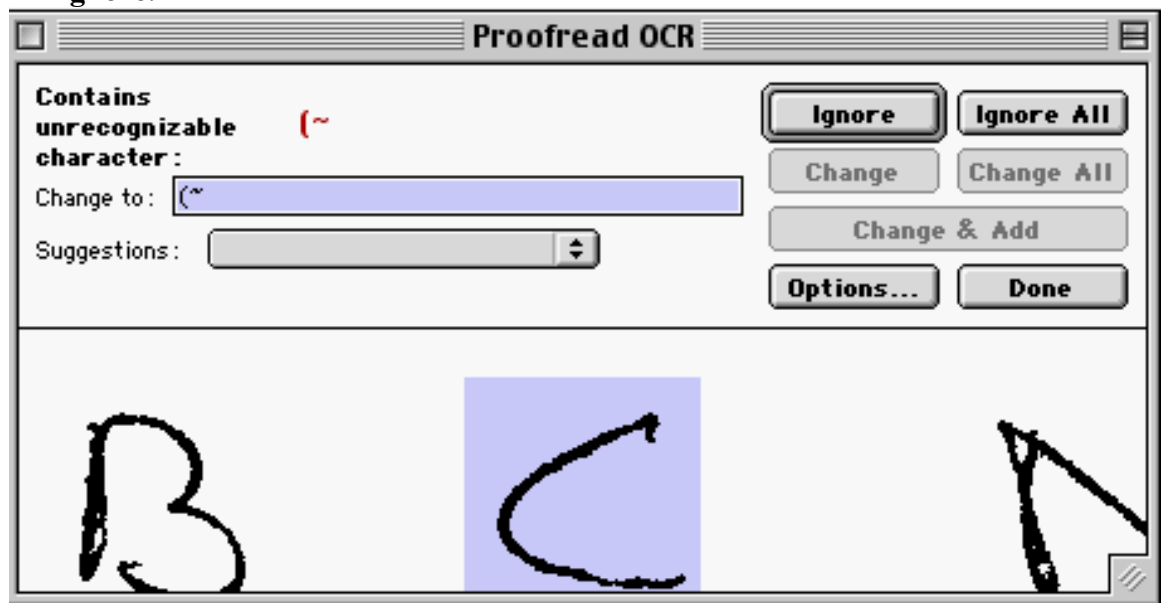 Proofread OCR
Contains
unrecognizable
character:
(~
Change to: (~
Suggestions:
Ignore Ignore All
Change Change All
Change & Add
Options... Done
B C